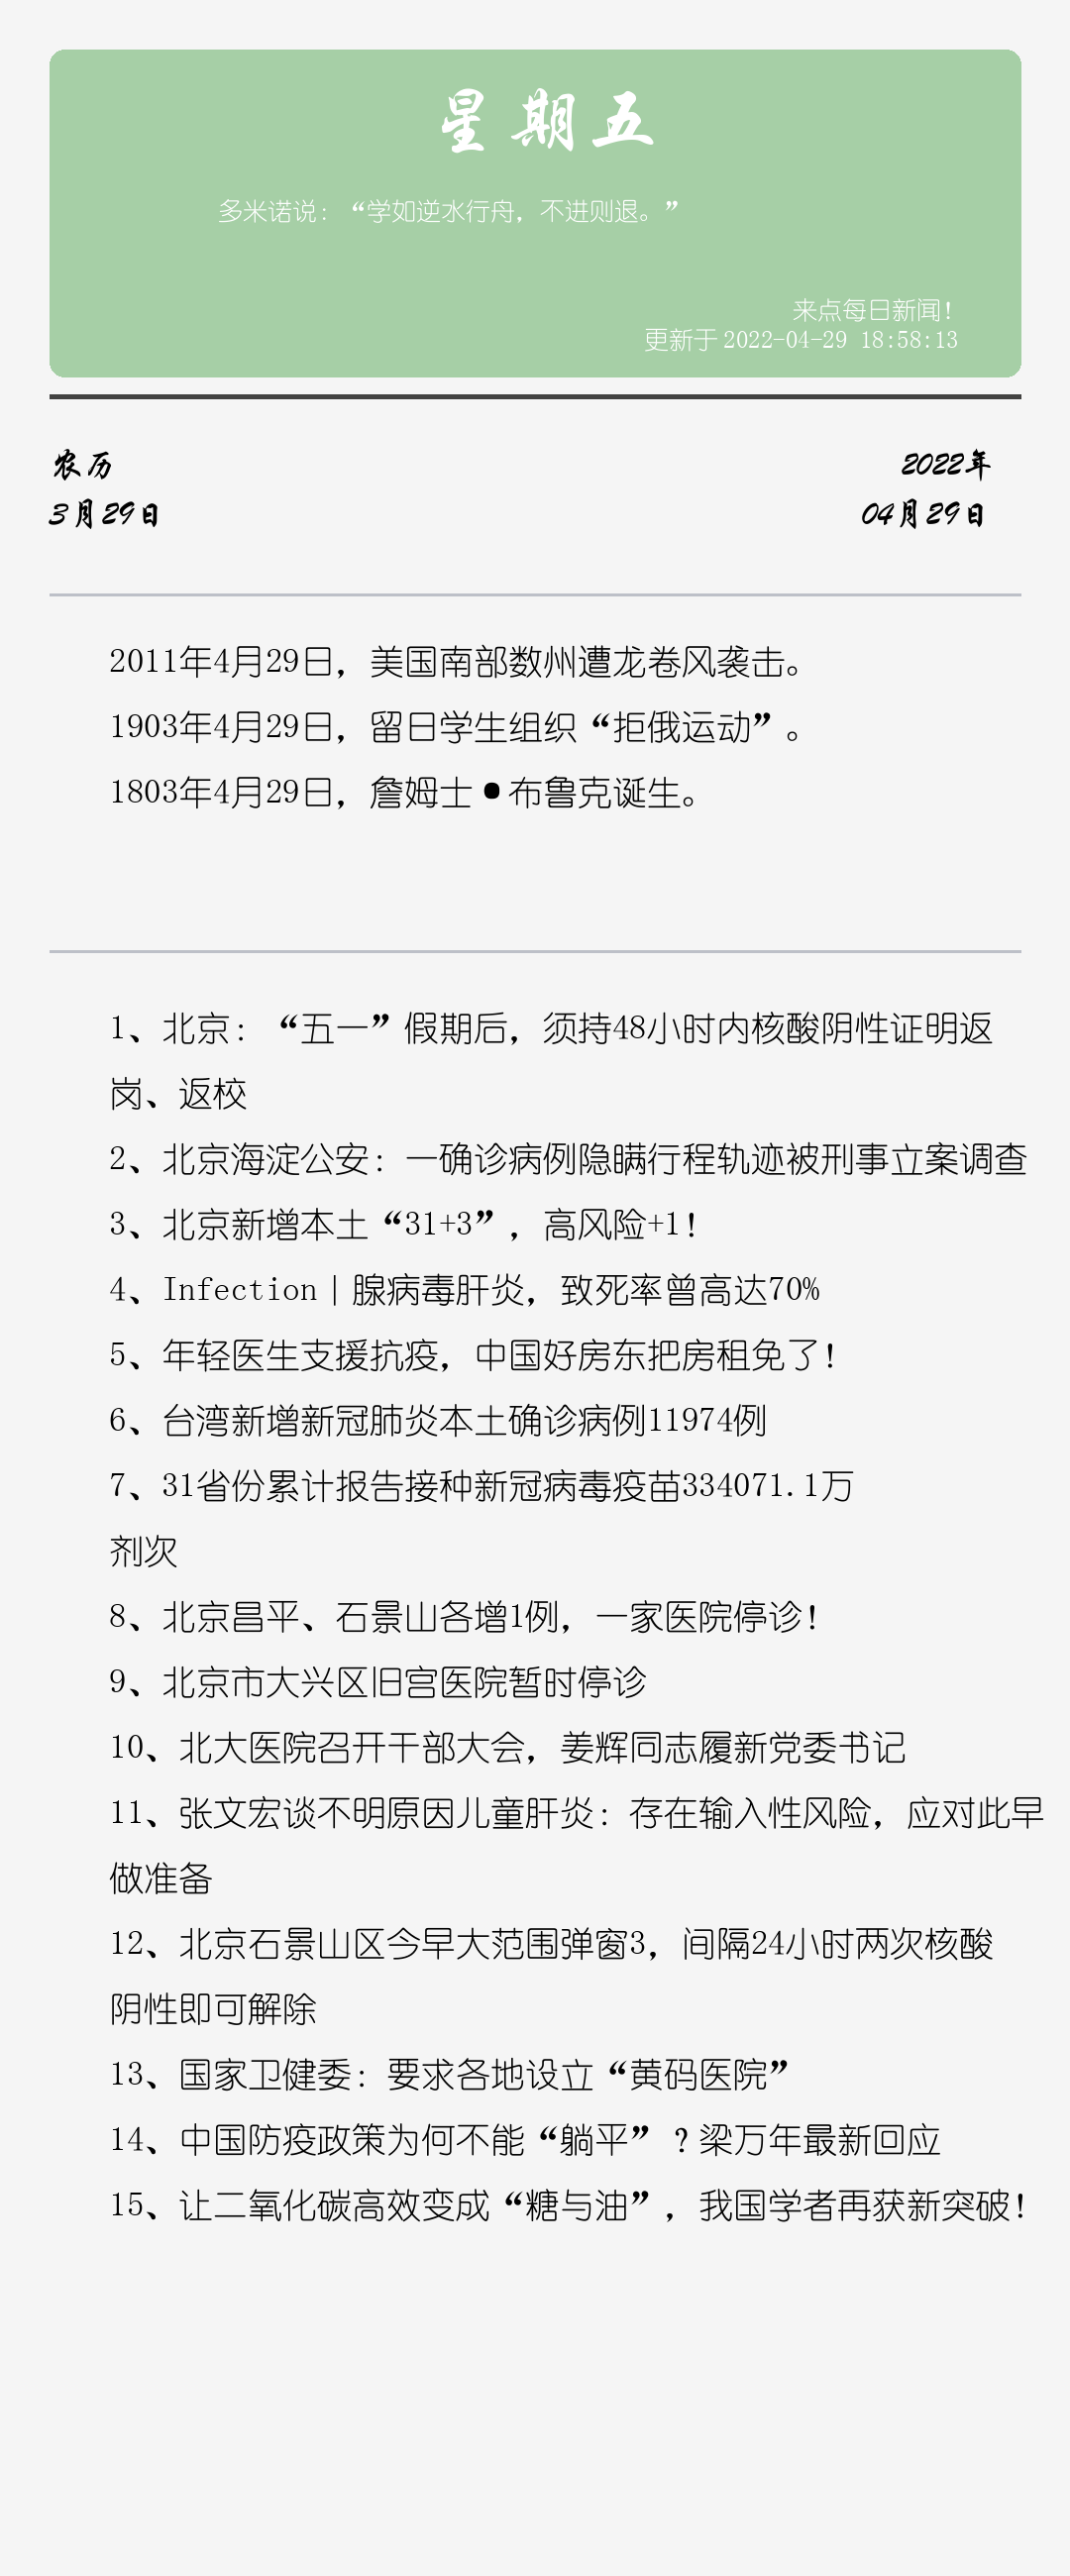 星期五
多米诺说：“学如逆水行舟，不进则退。”
来点每日新闻！
更新于 2022-04-29 18:58:13
农历
2022年
3月29日
04月29日
2011年4月29日，美国南部数州遭龙卷风袭击。
1903年4月29日，留日学生组织“拒俄运动”。
1803年4月29日，詹姆士•布鲁克诞生。
1、北京：“五一”假期后，须持48小时内核酸阴性证明返
岗、返校
2、北京海淀公安：一确诊病例隐瞒行程轨迹被刑事立案调查
3、北京新增本土“31+3”，高风险+1！
4、Infection｜腺病毒肝炎，致死率曾高达70%
5、年轻医生支援抗疫，中国好房东把房租免了！
6、台湾新增新冠肺炎本土确诊病例11974例
7、31省份累计报告接种新冠病毒疫苗334071.1万
剂次
8、北京昌平、石景山各增1例，一家医院停诊！
9、北京市大兴区旧宫医院暂时停诊
10、北大医院召开干部大会，姜辉同志履新党委书记
11、张文宏谈不明原因儿童肝炎：存在输入性风险，应对此早
做准备
12、北京石景山区今早大范围弹窗3，间隔24小时两次核酸
阴性即可解除
13、国家卫健委：要求各地设立“黄码医院”
14、中国防疫政策为何不能“躺平”？梁万年最新回应
15、让二氧化碳高效变成“糖与油”，我国学者再获新突破！